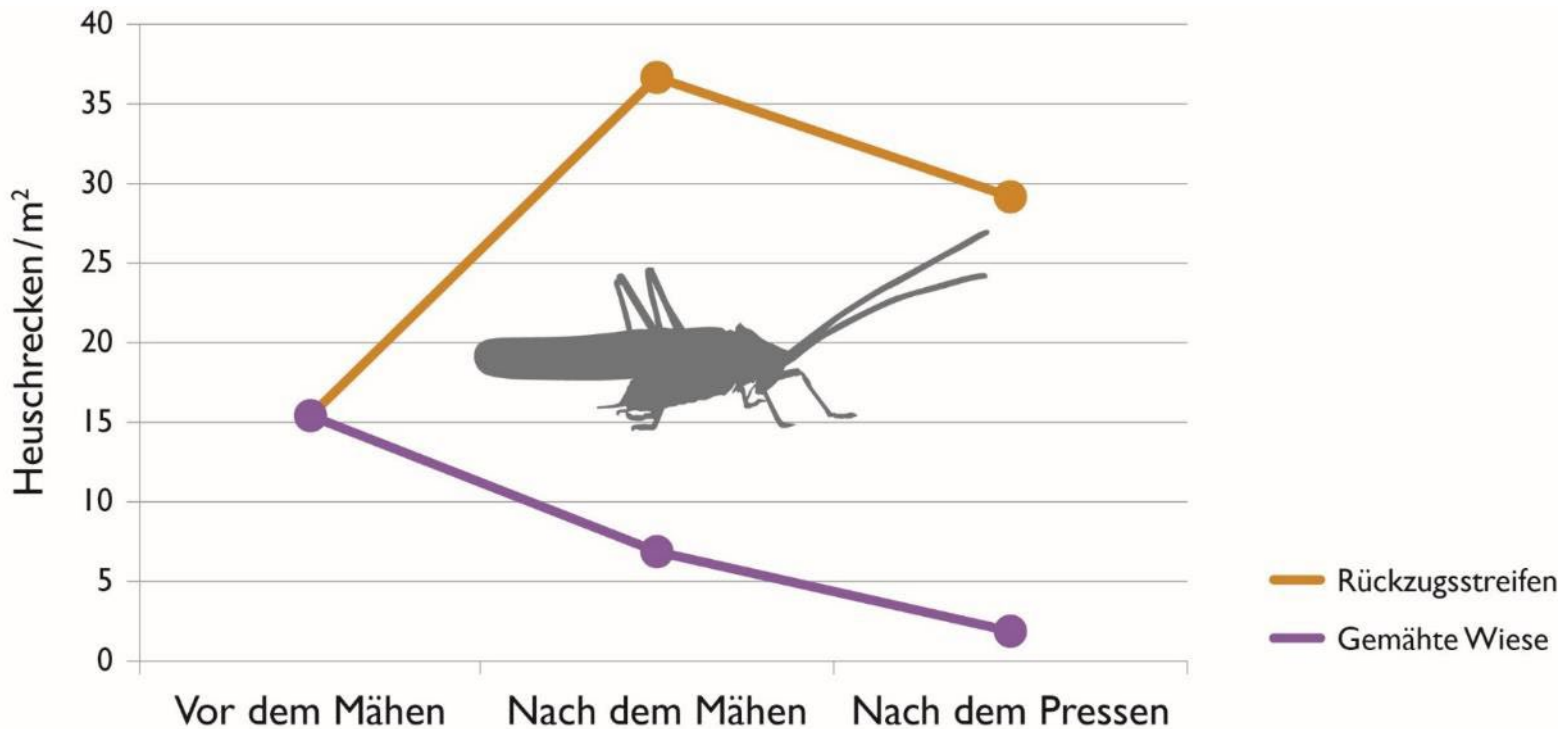 40
35
30
25
20
15
10
5
0
Heuschrecken / m²
Vor dem Mähen Nach dem Mähen Nach dem Pressen
Rückzugsstreifen
Gemähte Wiese